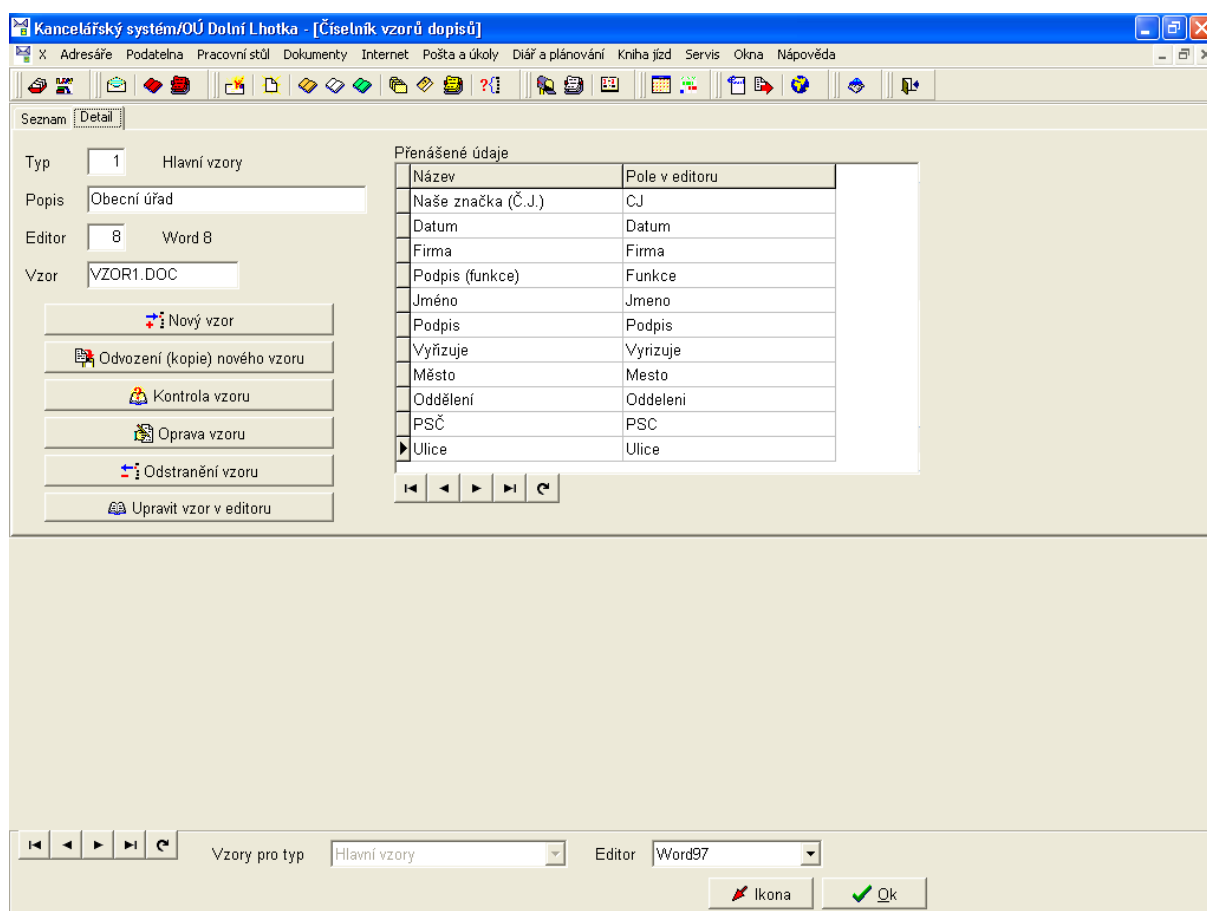 Kancelářský systém/OÚ Dolní Lhotka - [Číselník vzorů dopisů]
X Adresáře Podatelna Pracovní stůl Dokumenty Internet Pošta a úkoly Diář a plánování Kniha jízd Servis Okna Nápověda
Seznam Detail
Typ 1 Hlavní vzory
Popis Obecní úřad
Editor 8 Word 8
Vzor VZOR1.DOC
Nový vzor
Odvození (kopie) nového vzoru
Kontrola vzoru
Oprava vzoru
Odstranění vzoru
Upravit vzor v editoru
Přenášené údaje
Název Pole v editoru
Naše značka (Č.J.) CJ
Datum Datum
Firma Firma
Podpis (funkce) Funkce
Jméno Jmeno
Podpis Podpis
Vyřizuje Vyrizuje
Město Mesto
Oddělení Oddeleni
PSČ PSC
Ulice Ulice
Vzory pro typ Hlavní vzory Editor Word97
Ikona Ok